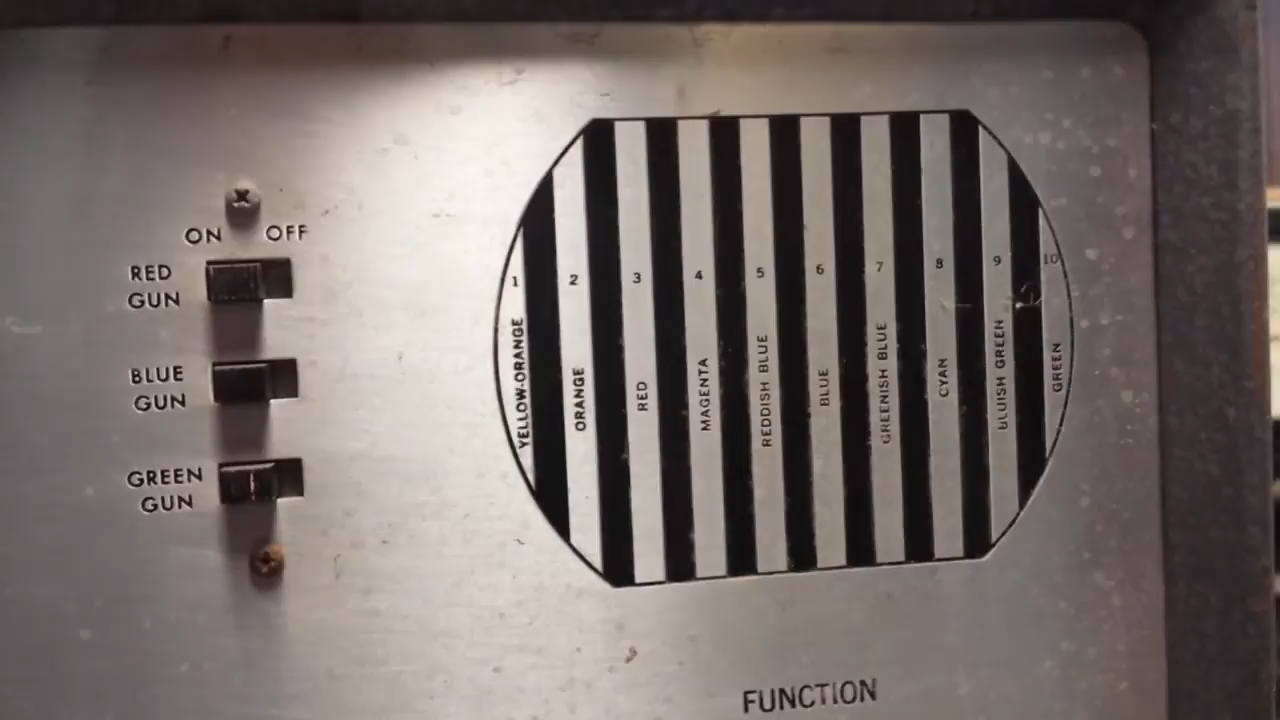 ON OFF
RED
GUN
BLUE
GUN
GREEN
GUN
1 2 3 4 5 6 7 8 9 10
YELLOW-ORANGE
ORANGE
RED
MAGENTA
REDDISH BLUE
BLUE
GREENISH BLUE
CYAN
BLUISH GREEN
GREEN
FUNCTION